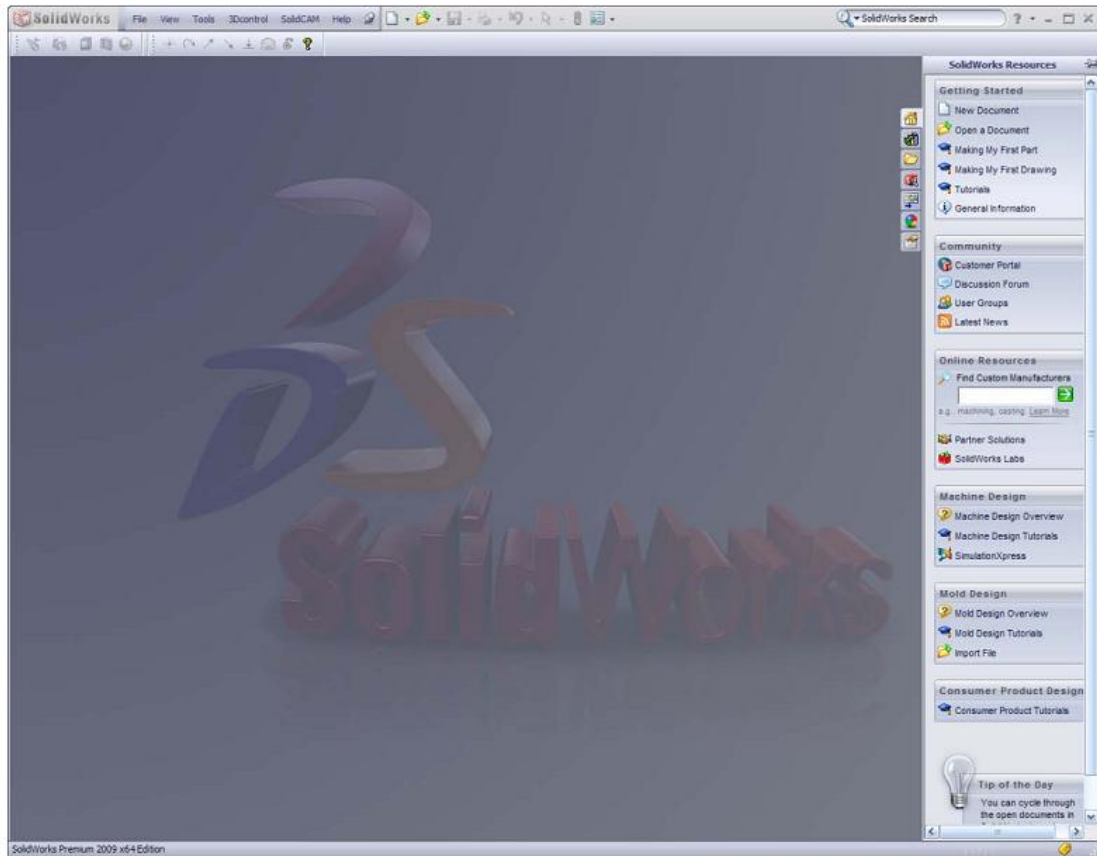 SolidWorks File View Tools 3Dcontrol SolidCAM Help SolidWorks Search ?
SolidWorks Resources
Getting Started
New Document
Open a Document
Making My First Part
Making My First Drawing
Tutorials
General Information
Community
Customer Portal
Discussion Forum
User Groups
Latest News
Online Resources
Find Custom Manufacturers
e.g., machining, casting Learn More
Partner Solutions
SolidWorks Labs
Machine Design
Machine Design Overview
Machine Design Tutorials
SimulationXpress
Mold Design
Mold Design Overview
Mold Design Tutorials
Import File
Consumer Product Design
Consumer Product Tutorials
Tip of the Day
You can cycle through
the open documents in
DS
SolidWorks
SolidWorks Premium 2009 x64 Edition